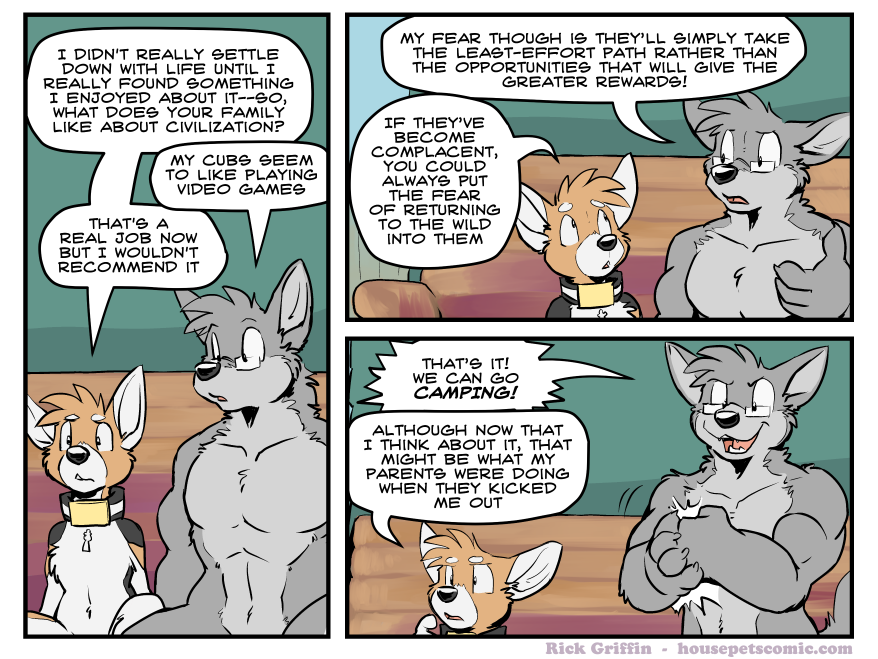 I DIDN'T REALLY SETTLE
DOWN WITH LIFE UNTIL I
REALLY FOUND SOMETHING
I ENJOYED ABOUT IT--SO,
WHAT DOES YOUR FAMILY
LIKE ABOUT CIVILIZATION?
MY CUBS SEEM
TO LIKE PLAYING
VIDEO GAMES
THAT'S A
REAL JOB NOW
BUT I WOULDN'T
RECOMMEND IT
MY FEAR THOUGH IS THEY'LL SIMPLY TAKE
THE LEAST-EFFORT PATH RATHER THAN
THE OPPORTUNITIES THAT WILL GIVE THE
GREATER REWARDS!
IF THEY'VE
BECOME
COMPLACENT,
YOU COULD
ALWAYS PUT
THE FEAR
OF RETURNING
TO THE WILD
INTO THEM
THAT'S IT!
WE CAN GO
CAMPING!
ALTHOUGH NOW THAT
I THINK ABOUT IT, THAT
MIGHT BE WHAT MY
PARENTS WERE DOING
WHEN THEY KICKED
ME OUT
Rick Griffin - housepetscomic.com